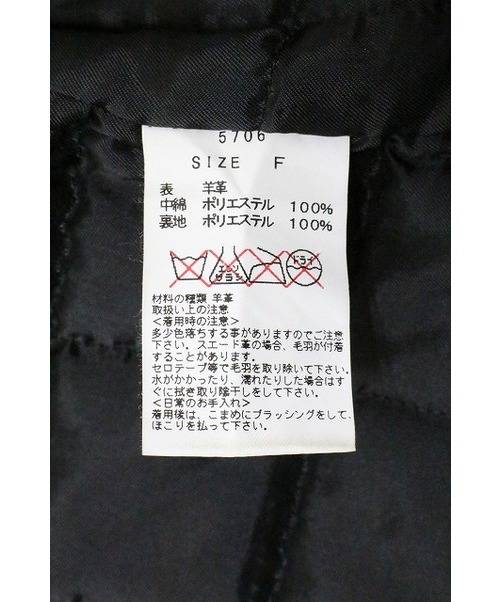 5706
SIZE F
表 羊革
中綿 ポリエステル 100%
裏地 ポリエステル 100%
エンソ サラシ ドライ
材料の種類 羊革
取扱い上の注意
＜着用時の注意＞
多少色落ちする事がありますのでご注意
下さい。スエード革の場合、毛羽が付着
することがあります。
セロテープ等で毛羽を取り除いて下さい。
水がかかったり、濡れたりした場合はす
ぐに拭き取り陰干しをして下さい。
＜日常のお手入れ＞
着用後は、こまめにブラッシングをして、
ほこりを払って下さい。